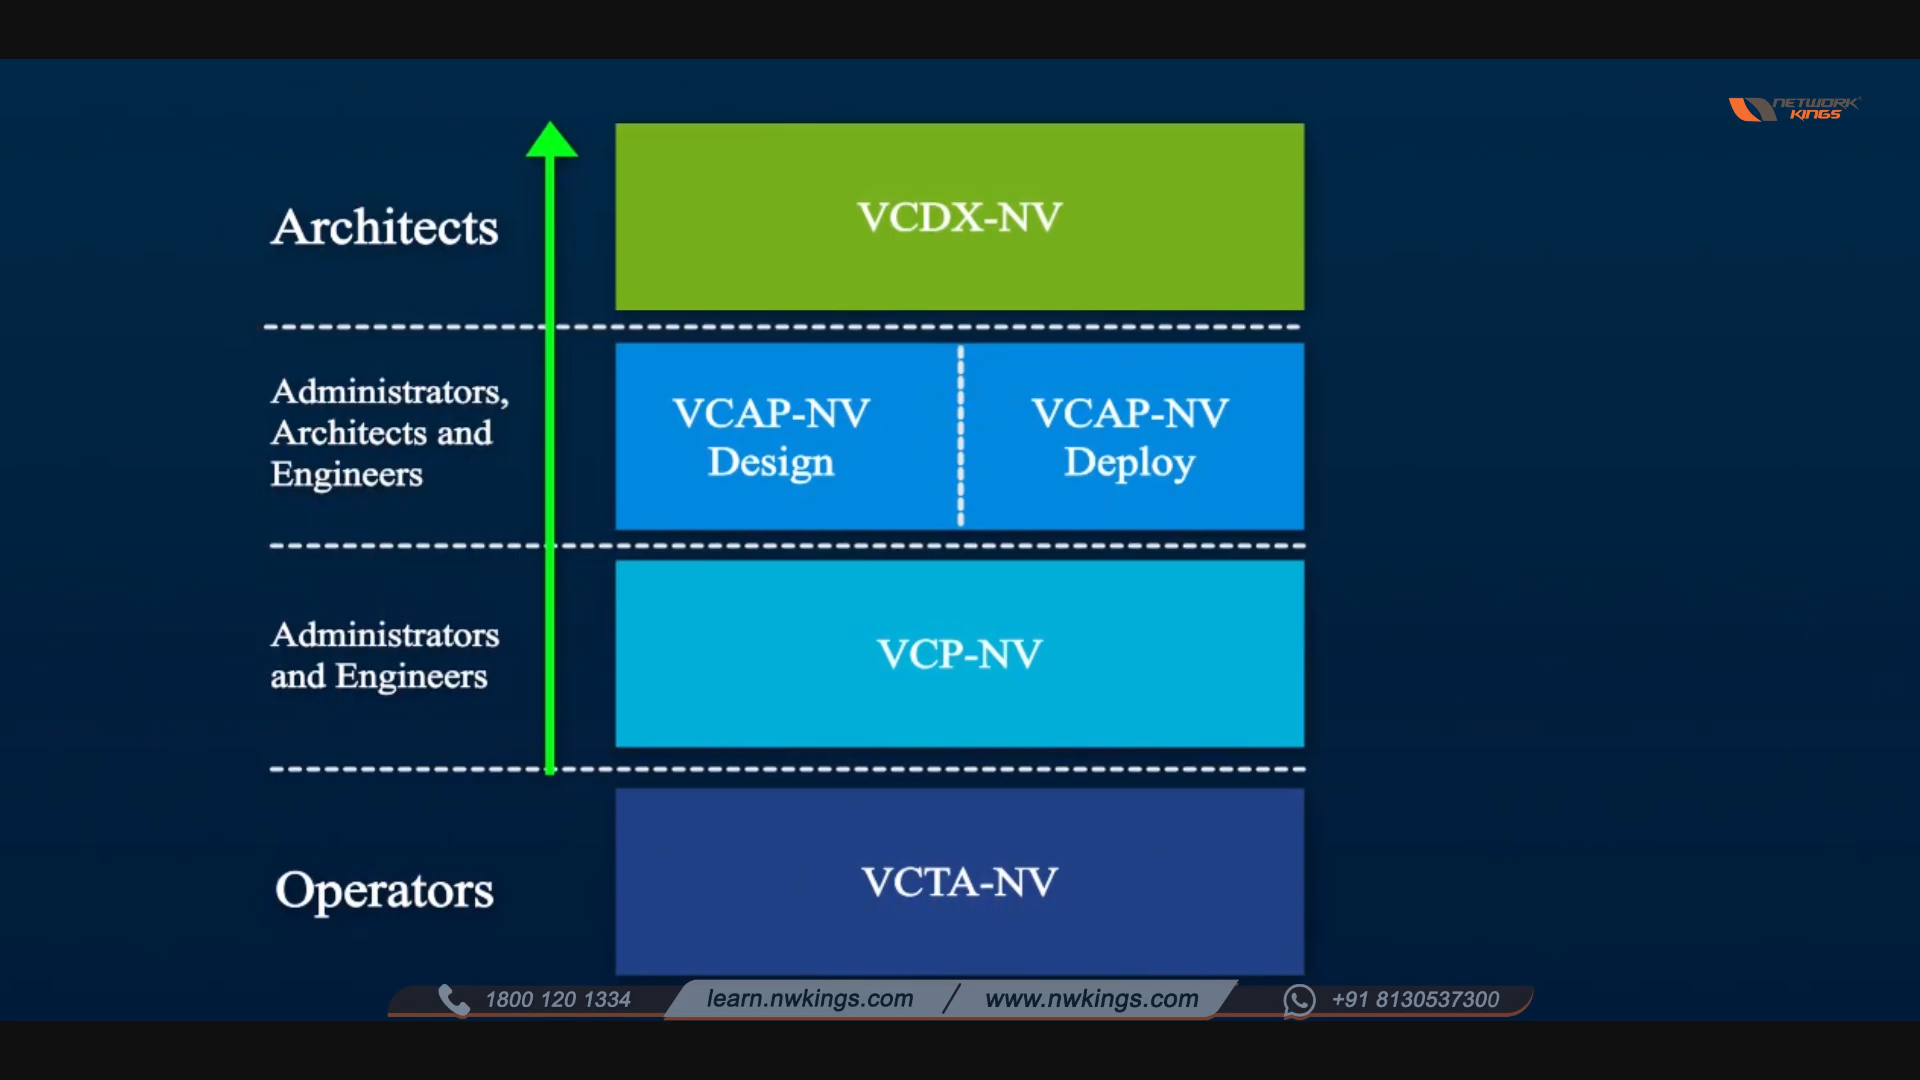 NETWORK
KINGS
Architects
VCDX-NV
Administrators,
Architects and
Engineers
VCAP-NV
Design
VCAP-NV
Deploy
Administrators
and Engineers
VCP-NV
Operators
VCTA-NV
1800 120 1334
learn.nwkings.com / www.nwkings.com
+91 8130537300